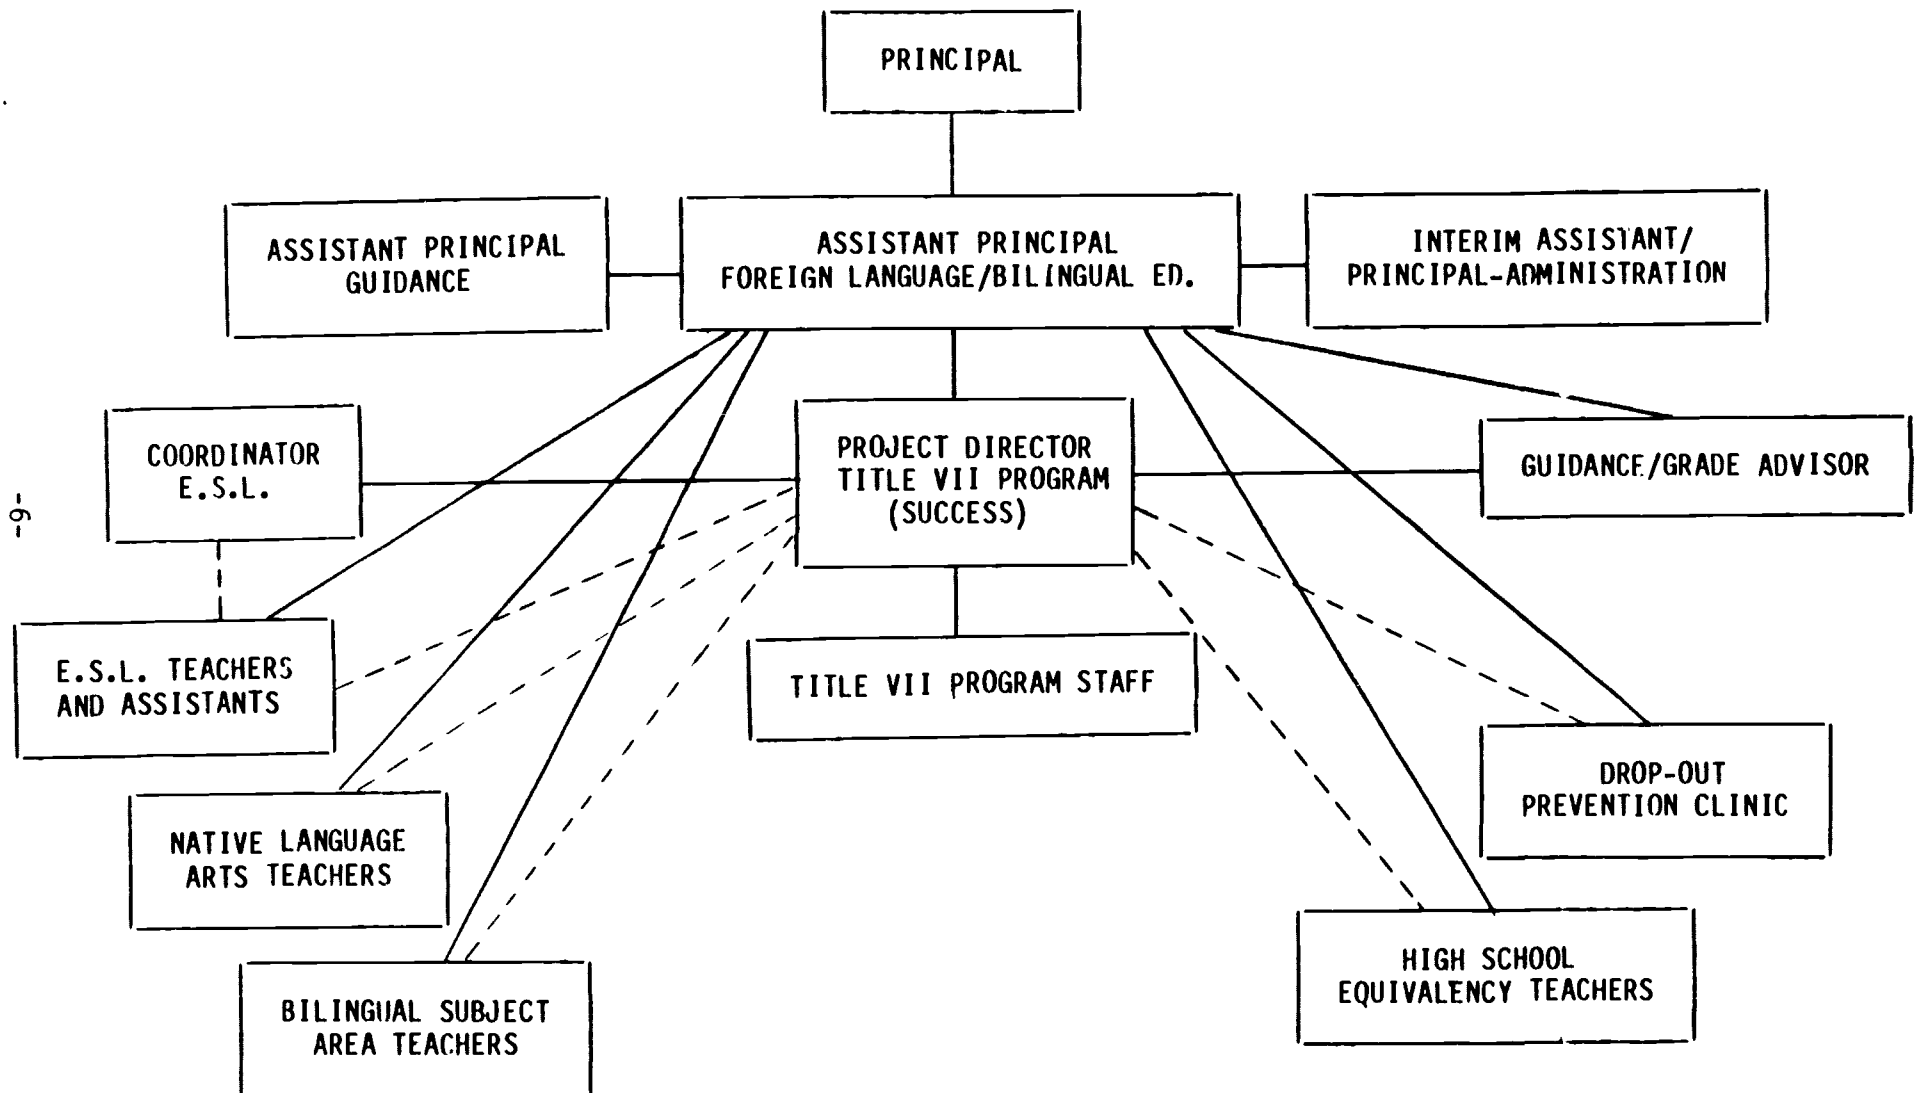 PRINCIPAL
ASSISTANT PRINCIPAL
GUIDANCE
ASSISTANT PRINCIPAL
FOREIGN LANGUAGE/BILINGUAL ED.
INTERIM ASSISTANT/
PRINCIPAL-ADMINISTRATION
COORDINATOR
E.S.L.
PROJECT DIRECTOR
TITLE VII PROGRAM
(SUCCESS)
GUIDANCE/GRADE ADVISOR
-9-
E.S.L. TEACHERS
AND ASSISTANTS
TITLE VII PROGRAM STAFF
DROP-OUT
PREVENTION CLINIC
NATIVE LANGUAGE
ARTS TEACHERS
HIGH SCHOOL
EQUIVALENCY TEACHERS
BILINGUAL SUBJECT
AREA TEACHERS